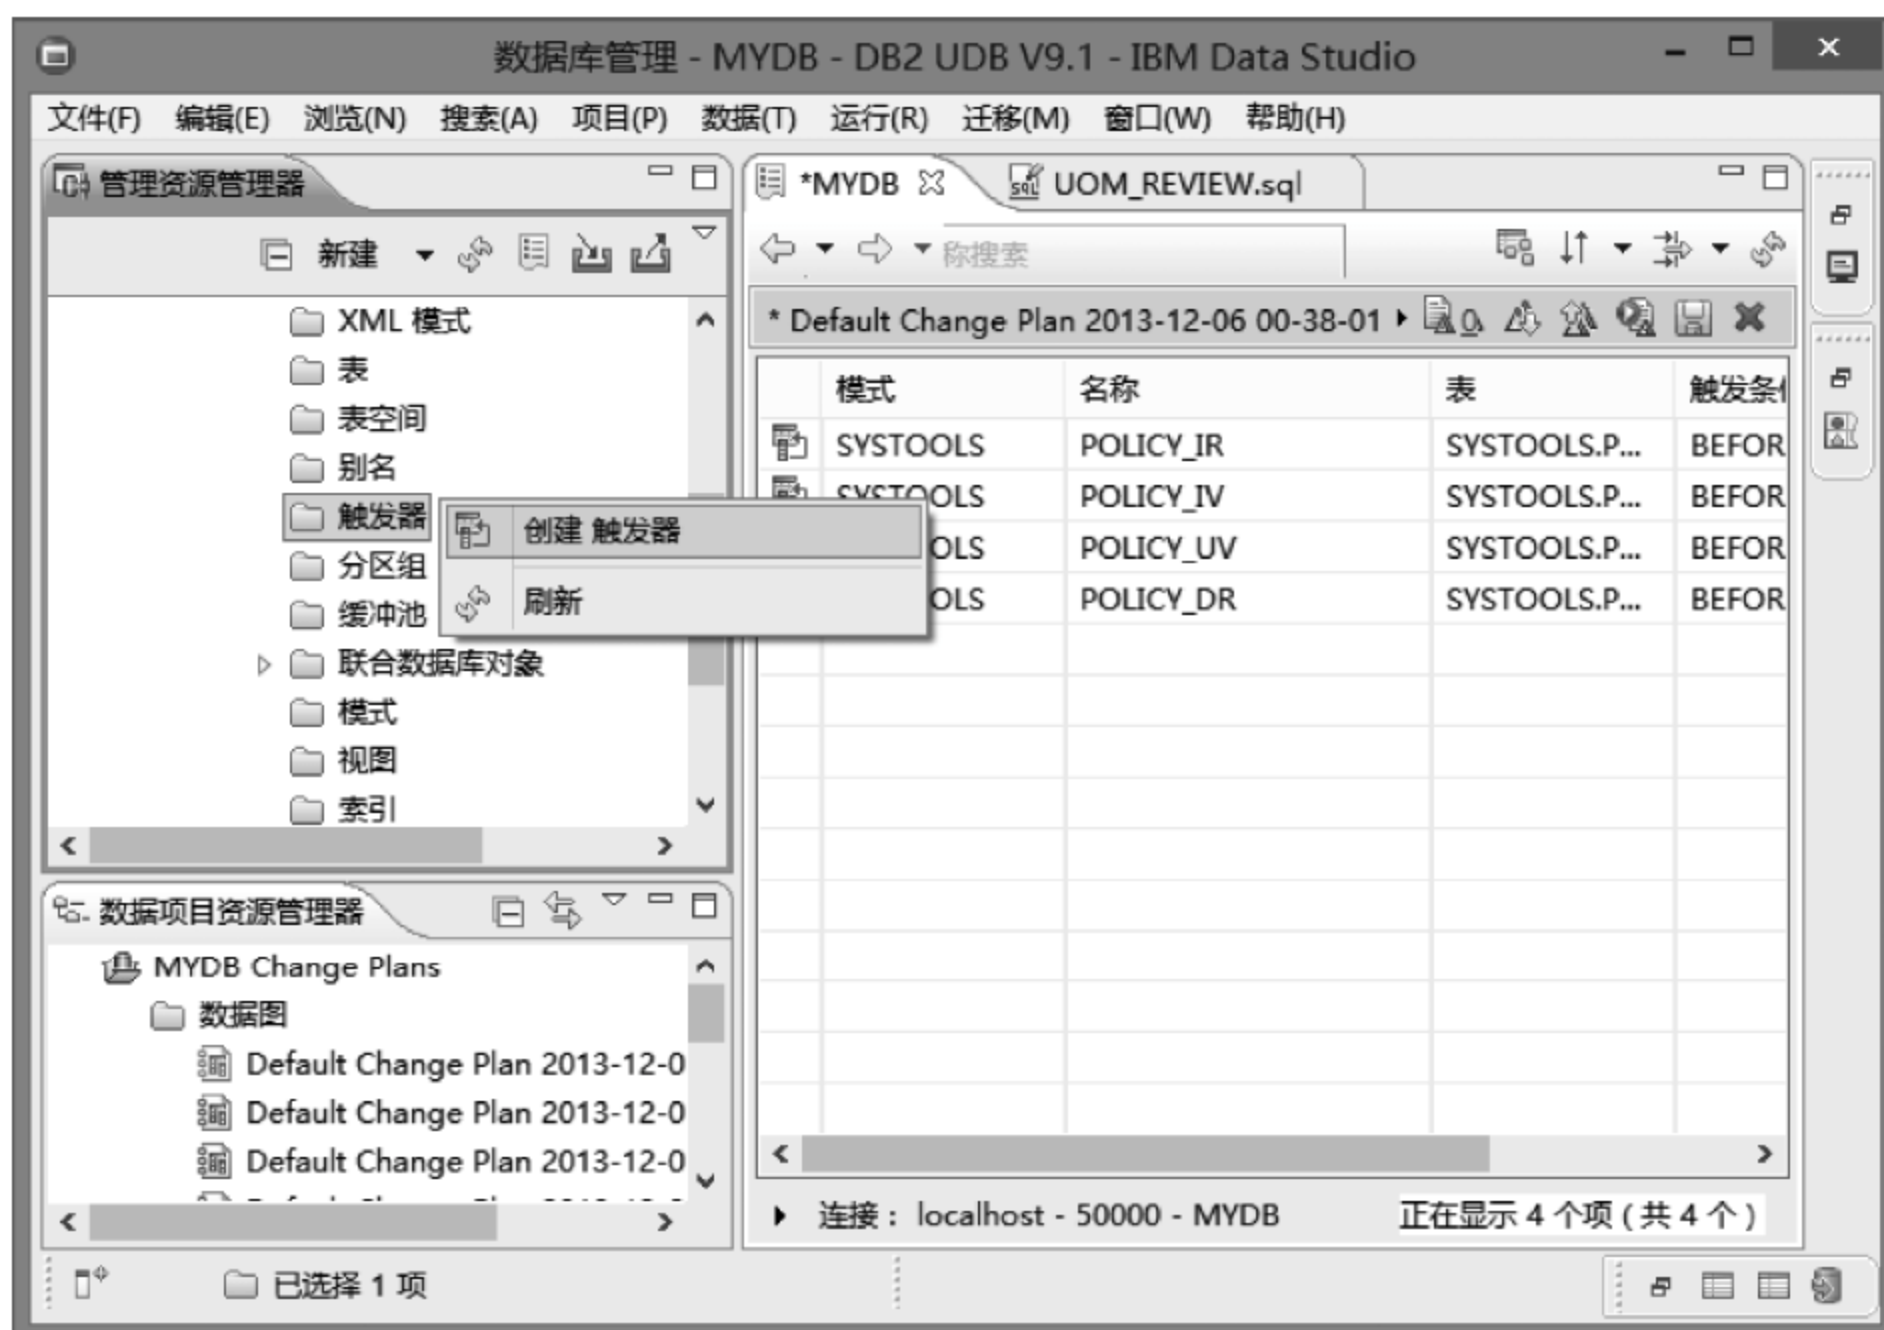 数据库管理 - MYDB - DB2 UDB V9.1 - IBM Data Studio
文件(F) 编辑(E) 浏览(N) 搜索(A) 项目(P) 数据(T) 运行(R) 迁移(M) 窗口(W) 帮助(H)
管理资源管理器
新建
XML 模式
表
表空间
别名
触发器
分区组
缓冲池
联合数据库对象
模式
视图
索引
创建 触发器
刷新
数据项目资源管理器
MYDB Change Plans
数据图
Default Change Plan 2013-12-0
Default Change Plan 2013-12-0
Default Change Plan 2013-12-0
*MYDB UOM_REVIEW.sql
称搜索
* Default Change Plan 2013-12-06 00-38-01
模式 名称 表 触发条
SYSTOOLS POLICY_IR SYSTOOLS.P... BEFOR
SYSTOOLS POLICY_IV SYSTOOLS.P... BEFOR
OLS POLICY_UV SYSTOOLS.P... BEFOR
OLS POLICY_DR SYSTOOLS.P... BEFOR
连接： localhost - 50000 - MYDB 正在显示 4 个项 ( 共 4 个 )
已选择 1 项